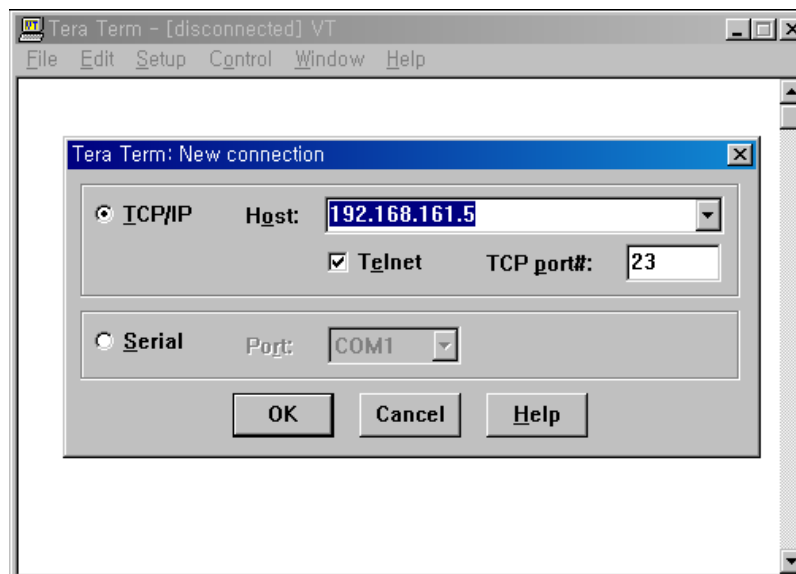 VT Tera Term - [disconnected] VT
File Edit Setup Control Window Help
Tera Term: New connection
TCP/IP Host: 192.168.161.5
Telnet TCP port#: 23
Serial Port: COM1
OK Cancel Help